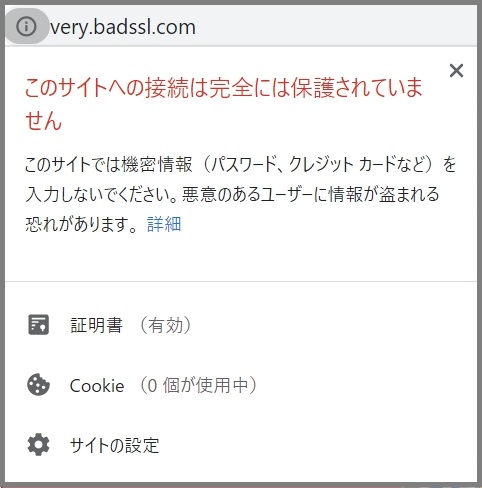 very.badssl.com
このサイトへの接続は完全には保護されていま
せん
このサイトでは機密情報（パスワード、クレジット カードなど）を
入力しないでください。悪意のあるユーザーに情報が盗まれる
恐れがあります。 詳細
証明書 （有効）
Cookie （0 個が使用中）
サイトの設定